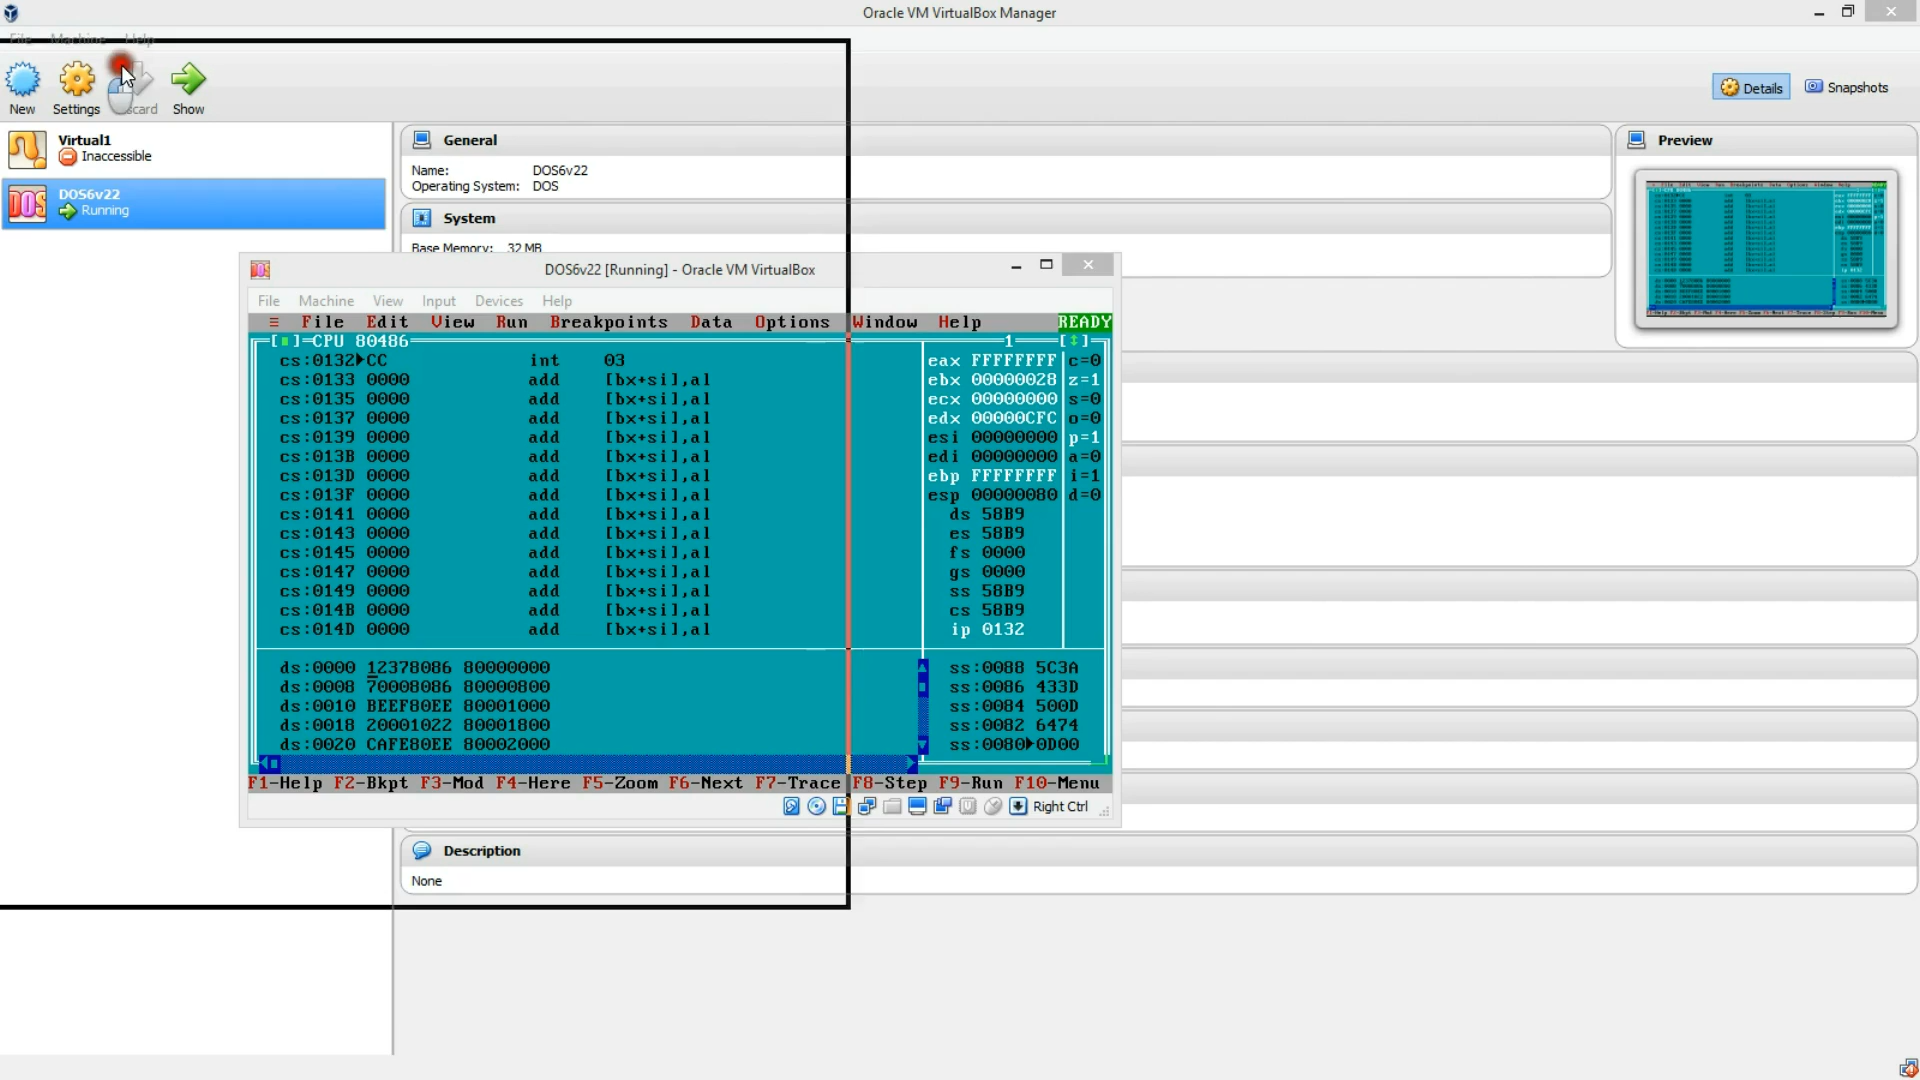 Oracle VM VirtualBox Manager
File Machine Help
New Settings Discard Show
Details Snapshots
Virtual1
Inaccessible
DOS6v22
Running
General
Name: DOS6v22
Operating System: DOS
System
Base Memory: 32 MB
Preview
DOS6v22 [Running] - Oracle VM VirtualBox
File Machine View Input Devices Help
≡ File Edit View Run Breakpoints Data Options Window Help READY
[■]=CPU 80486 1 [↕]
cs:0132►CC int 03 eax FFFFFFFF c=0
cs:0133 0000 add [bx+si],al ebx 00000028 z=1
cs:0135 0000 add [bx+si],al ecx 00000000 s=0
cs:0137 0000 add [bx+si],al edx 00000CFC o=0
cs:0139 0000 add [bx+si],al esi 00000000 p=1
cs:013B 0000 add [bx+si],al edi 00000000 a=0
cs:013D 0000 add [bx+si],al ebp FFFFFFFF i=1
cs:013F 0000 add [bx+si],al esp 00000080 d=0
cs:0141 0000 add [bx+si],al ds 58B9
cs:0143 0000 add [bx+si],al es 58B9
cs:0145 0000 add [bx+si],al fs 0000
cs:0147 0000 add [bx+si],al gs 0000
cs:0149 0000 add [bx+si],al ss 58B9
cs:014B 0000 add [bx+si],al cs 58B9
cs:014D 0000 add [bx+si],al ip 0132
ds:0000 12378086 80000000 ss:0088 5C3A
ds:0008 70008086 80000800 ss:0086 433D
ds:0010 BEEF80EE 80001000 ss:0084 500D
ds:0018 20001022 80001800 ss:0082 6474
ds:0020 CAFE80EE 80002000 ss:0080►0D00
F1-Help F2-Bkpt F3-Mod F4-Here F5-Zoom F6-Next F7-Trace F8-Step F9-Run F10-Menu
Right Ctrl
Description
None